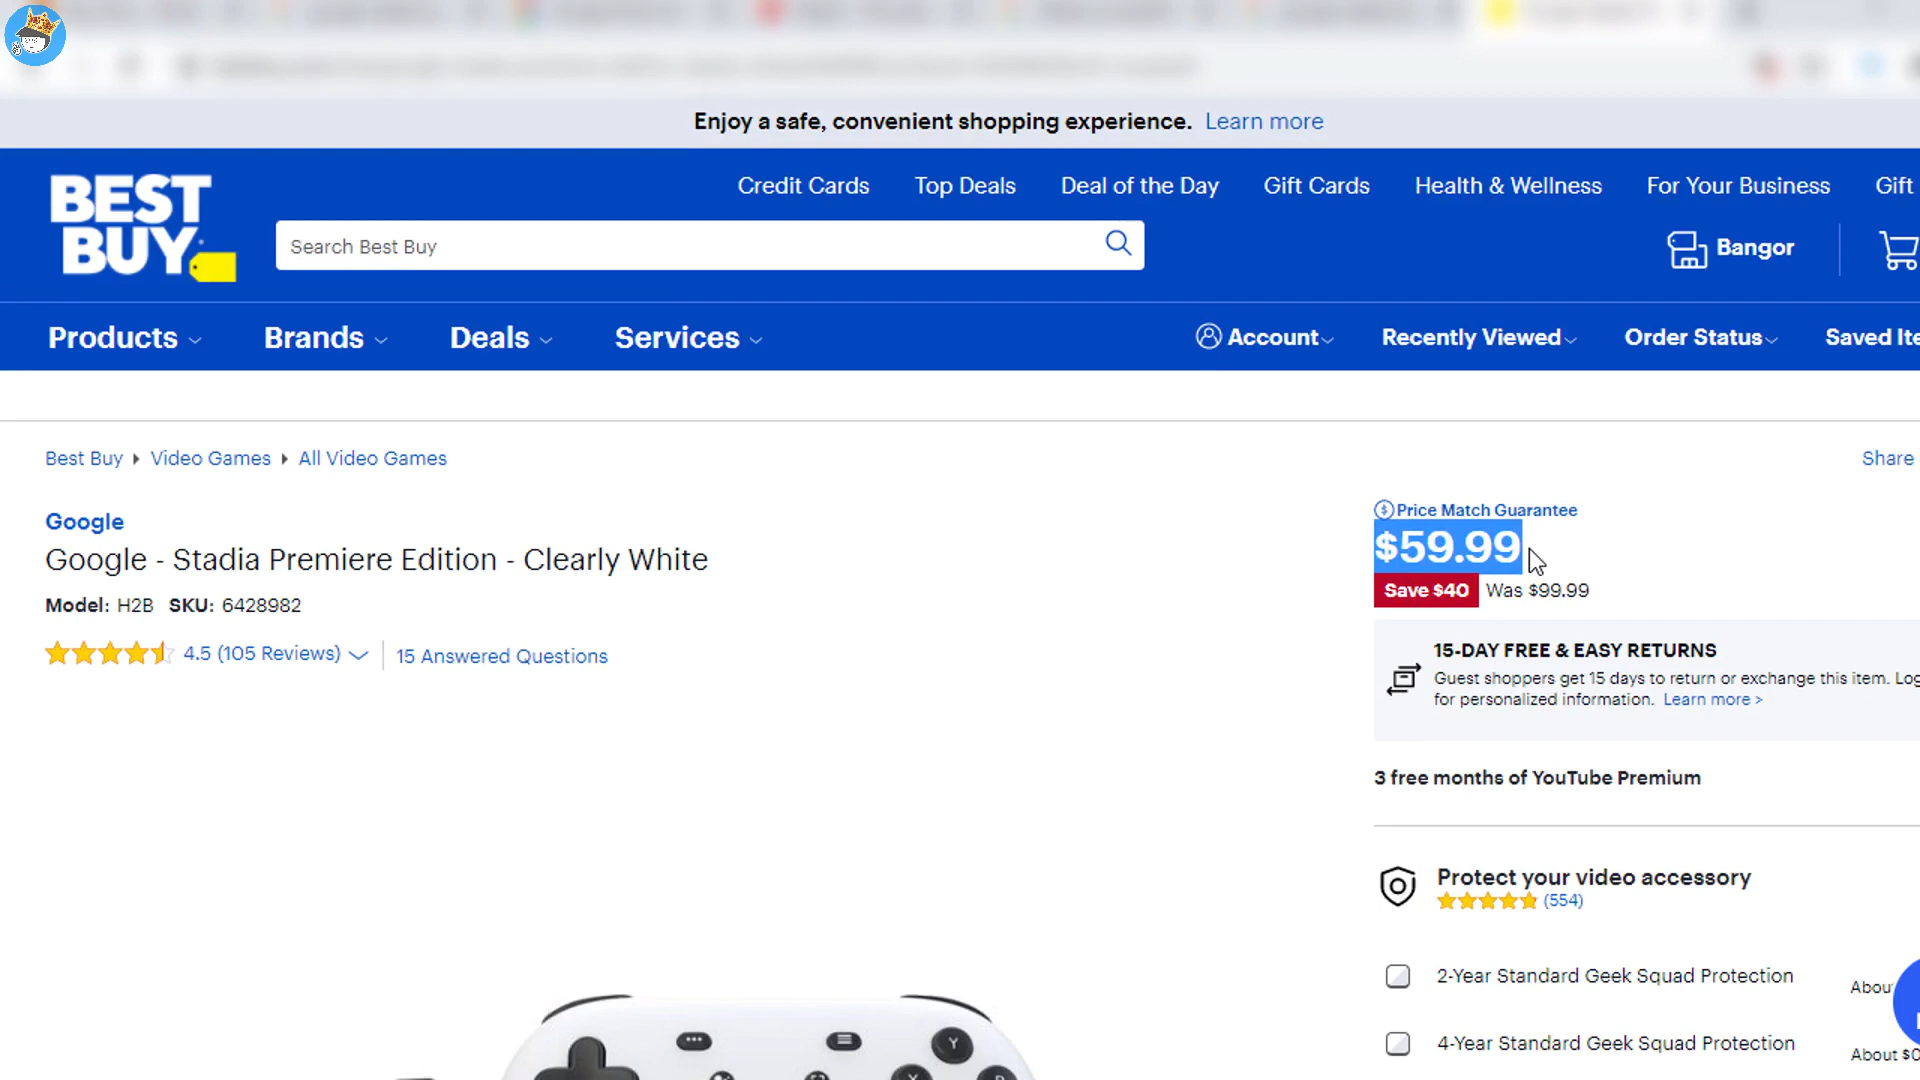 Enjoy a safe, convenient shopping experience. Learn more
Credit Cards Top Deals Deal of the Day Gift Cards Health & Wellness For Your Business Gift
BEST
BUY
Search Best Buy
Bangor
Products Brands Deals Services Account Recently Viewed Order Status Saved Ite
Best Buy Video Games All Video Games
Share
Google
Google - Stadia Premiere Edition - Clearly White
Model: H2B SKU: 6428982
4.5 (105 Reviews) 15 Answered Questions
Price Match Guarantee
$59.99
Save $40 Was $99.99
15-DAY FREE & EASY RETURNS
Guest shoppers get 15 days to return or exchange this item. Log
for personalized information. Learn more >
3 free months of YouTube Premium
Protect your video accessory
(554)
2-Year Standard Geek Squad Protection
Abou
4-Year Standard Geek Squad Protection
About $0
Y
X